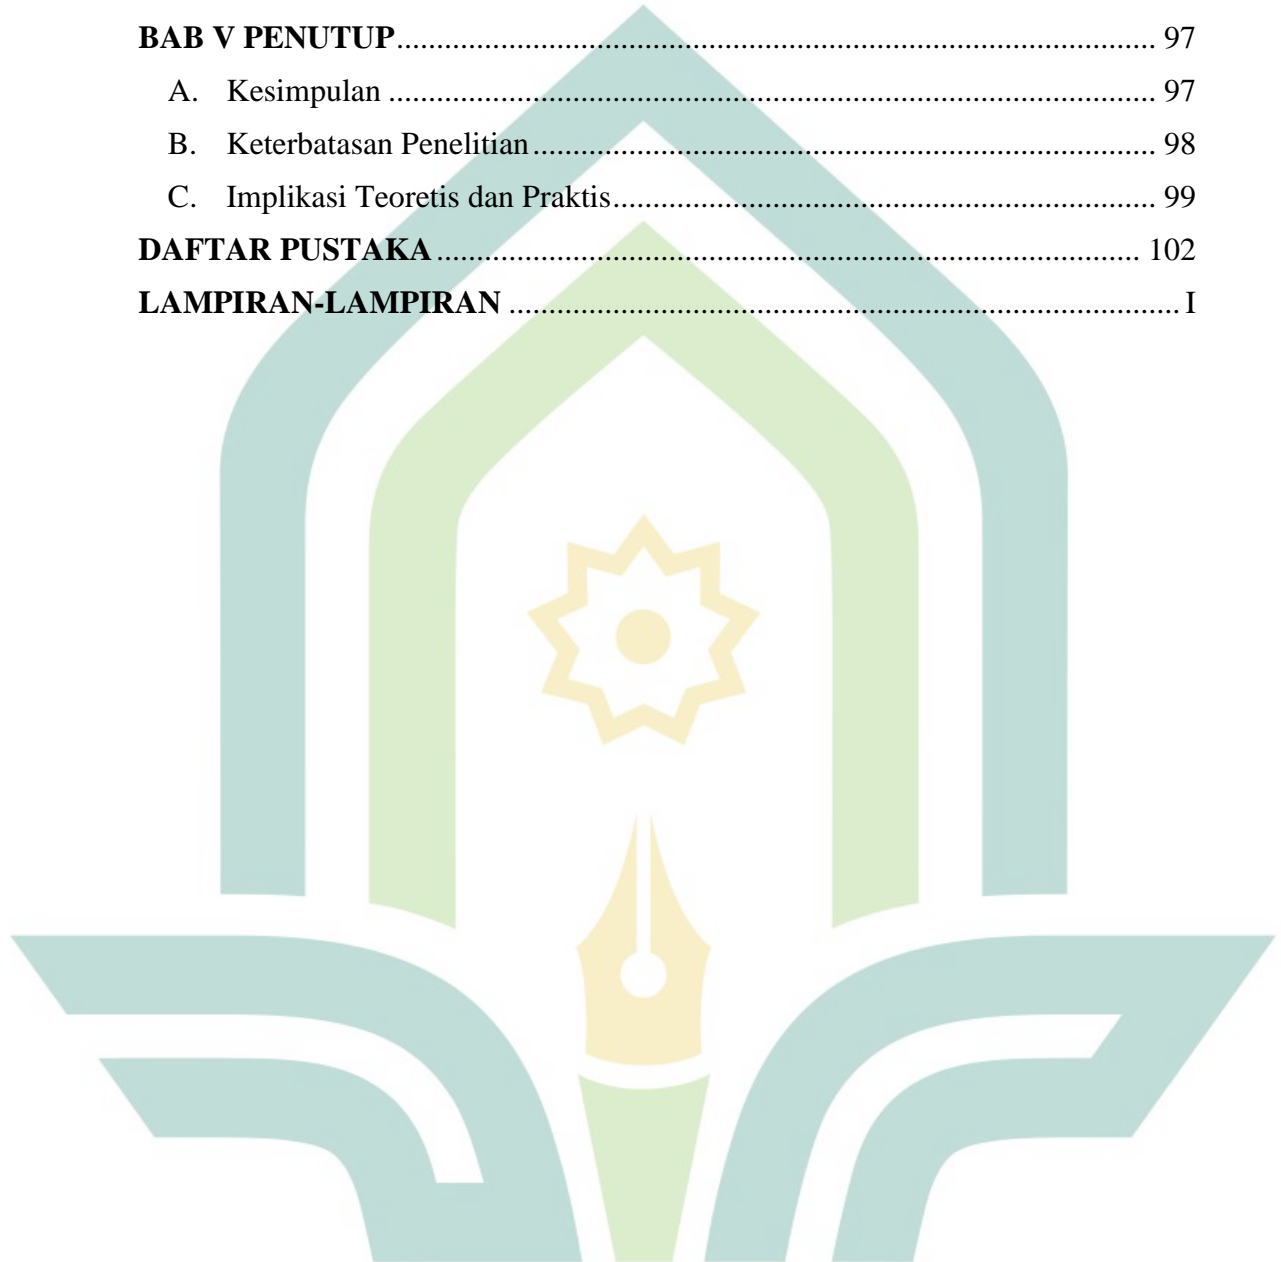 BAB V PENUTUP................................................................................................ 97
A. Kesimpulan ................................................................................................. 97
B. Keterbatasan Penelitian............................................................................... 98
C. Implikasi Teoretis dan Praktis..................................................................... 99
DAFTAR PUSTAKA......................................................................................... 102
LAMPIRAN-LAMPIRAN .................................................................................... I